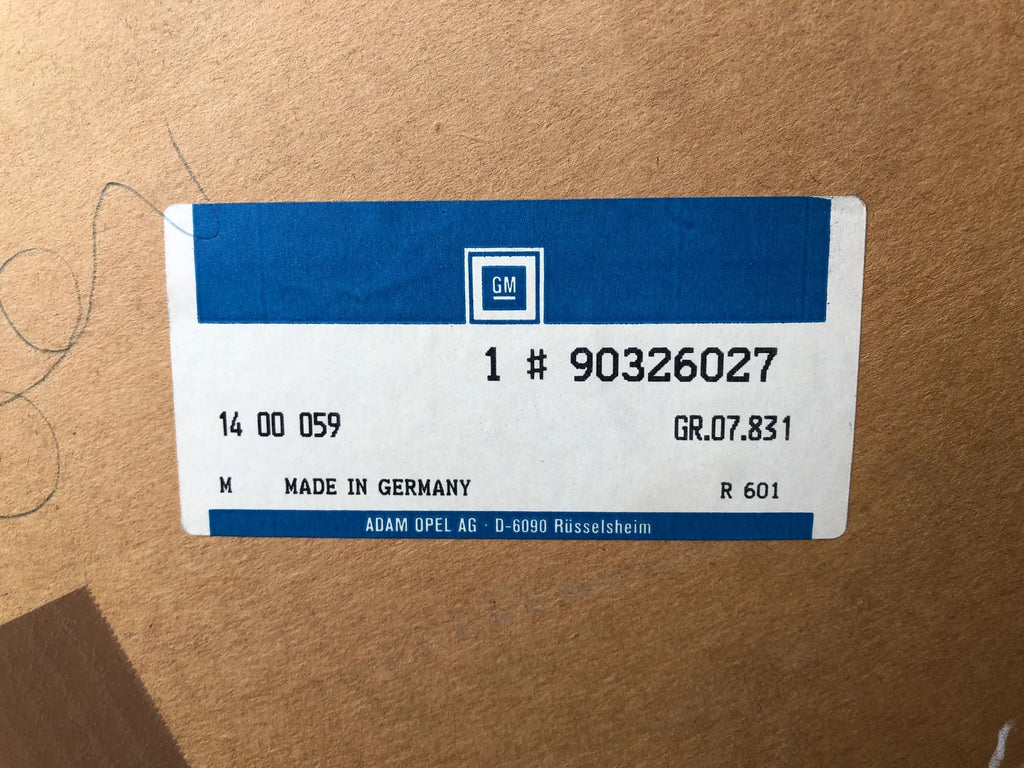 GM
1 # 90326027
14 00 059
GR.07.831
M MADE IN GERMANY
R 601
ADAM OPEL AG · D-6090 Rüsselsheim